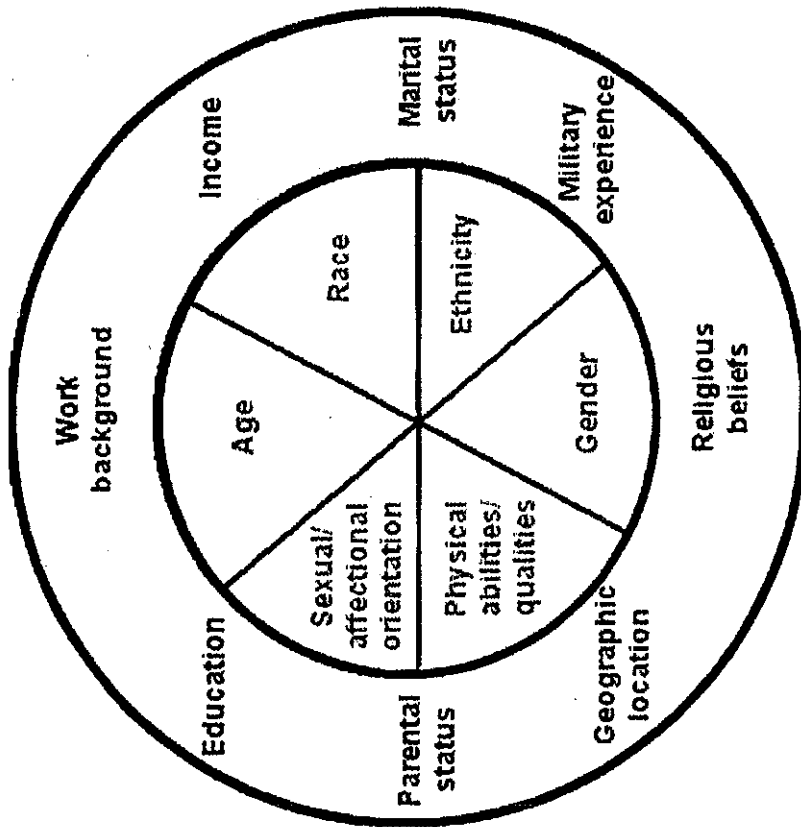 Work
background
Income
Marital
status
Military
experience
Religious
beliefs
Geographic
location
Parental
status
Education
Age
Race
Ethnicity
Gender
Physical
abilities/
qualities
Sexual/
affectional
orientation